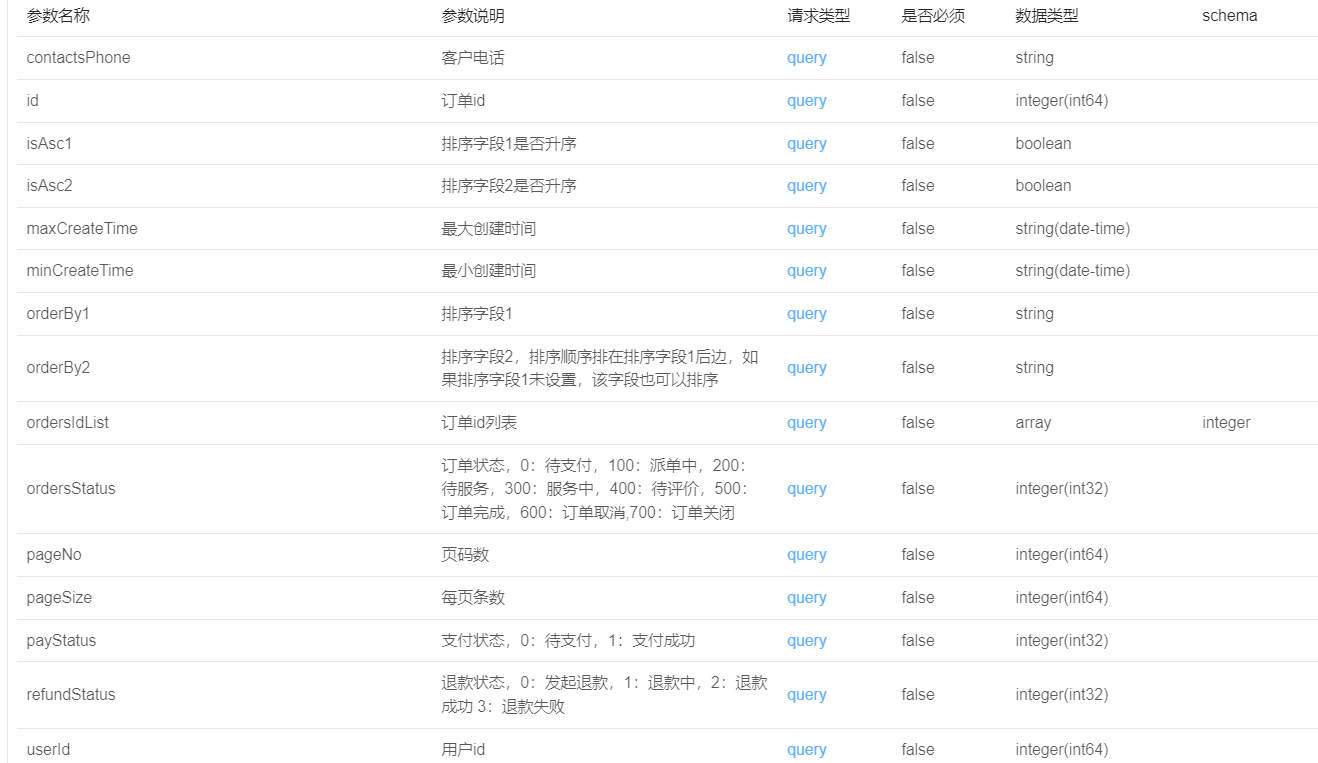 参数名称 参数说明 请求类型 是否必须 数据类型 schema
contactsPhone 客户电话 query false string
id 订单id query false integer(int64)
isAsc1 排序字段1是否升序 query false boolean
isAsc2 排序字段2是否升序 query false boolean
maxCreateTime 最大创建时间 query false string(date-time)
minCreateTime 最小创建时间 query false string(date-time)
orderBy1 排序字段1 query false string
orderBy2 排序字段2，排序顺序排在排序字段1后边，如
果排序字段1未设置，该字段也可以排序 query false string
ordersIdList 订单id列表 query false array integer
ordersStatus 订单状态，0：待支付，100：派单中，200：
待服务，300：服务中，400：待评价，500：
订单完成，600：订单取消,700：订单关闭 query false integer(int32)
pageNo 页码数 query false integer(int64)
pageSize 每页条数 query false integer(int64)
payStatus 支付状态，0：待支付，1：支付成功 query false integer(int32)
refundStatus 退款状态，0：发起退款，1：退款中，2：退款
成功 3：退款失败 query false integer(int32)
userId 用户id query false integer(int64)